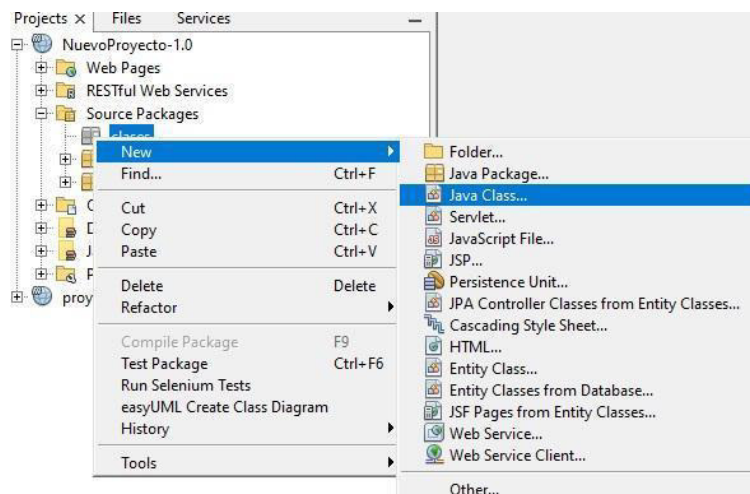 Projects × Files Services
NuevoProyecto-1.0
Web Pages
RESTful Web Services
Source Packages
clases
New
Find... Ctrl+F
Cut Ctrl+X
Copy Ctrl+C
Paste Ctrl+V
Delete Delete
Refactor
Compile Package F9
Test Package Ctrl+F6
Run Selenium Tests
easyUML Create Class Diagram
History
Tools
C
D
J
P
proy
Folder...
Java Package...
Java Class...
Servlet...
JavaScript File...
JSP...
Persistence Unit...
JPA Controller Classes from Entity Classes...
Cascading Style Sheet...
HTML...
Entity Class...
Entity Classes from Database...
JSF Pages from Entity Classes...
Web Service...
Web Service Client...
Other...